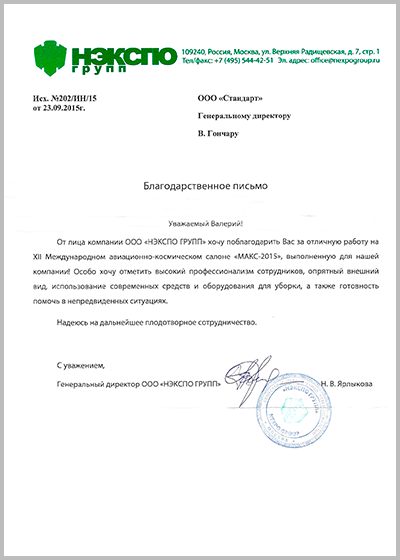 НЭКСПО
групп
109240, Россия, Москва, ул. Верхняя Радищевская, д. 7, стр. 1
Тел/факс: +7 (495) 544-42-51 Эл. адрес: office@nexpogroup.ru
Исх. №202/ИН/15
от 23.09.2015г.
ООО «Стандарт»
Генеральному директору
В. Гончару
Благодарственное письмо
Уважаемый Валерий!
От лица компании ООО «НЭКСПО ГРУПП» хочу поблагодарить Вас за отличную работу на
XII Международном авиационно-космическом салоне «МАКС-2015», выполненную для нашей
компании! Особо хочу отметить высокий профессионализм сотрудников, опрятный внешний
вид, использование современных средств и оборудования для уборки, а также готовность
помочь в непредвиденных ситуациях.
Надеюсь на дальнейшее плодотворное сотрудничество.
С уважением,
Генеральный директор ООО «НЭКСПО ГРУПП»
Н. В. Ярлыкова
«НЭКСПО ГРУПП»